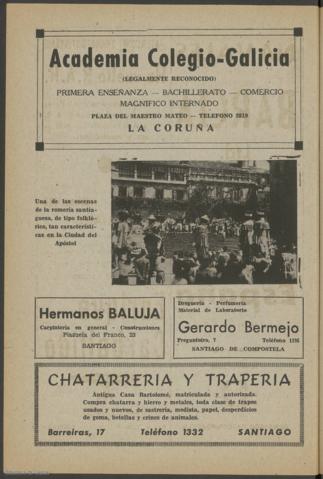 Academia Colegio-Galicia
(LEGALMENTE RECONOCIDO)
PRIMERA ENSEÑANZA — BACHILLERATO — COMERCIO
MAGNIFICO INTERNADO
PLAZA DEL MAESTRO MATEO — TELEFONO 2819
LA CORUÑA
Una de las escenas
de la romería santia-
guesa, de tipo folkló-
rico, tan característi-
cas en la Ciudad del
Apóstol
Hermanos BALUJA
Carpintería en general - Construcciones
Plazuela del Franco, 23
SANTIAGO
Droguería - Perfumería
Material de Laboratorio
Gerardo Bermejo
Preguntoiro, 7 Teléfono 1136
SANTIAGO DE COMPOSTELA
CHATARRERIA Y TRAPERIA
Antigua Casa Bartolomé, matriculada y autorizada.
Compra chatarra y hierro y metales, toda clase de trapos
usados y nuevos, de sastrería, modista, papel, desperdicios
de goma, botellas y crines de animales.
Barreiras, 17 Teléfono 1332 SANTIAGO